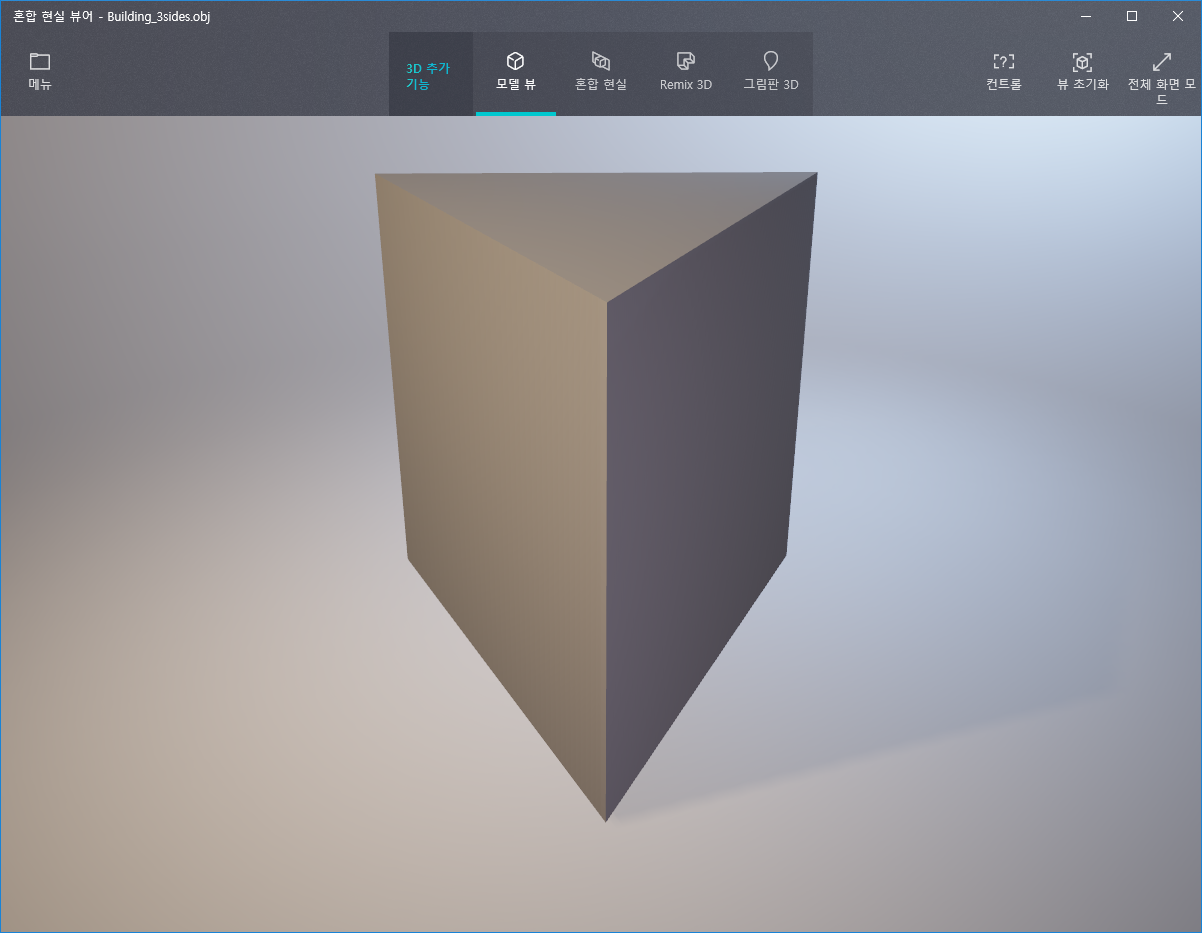 혼합 현실 뷰어 - Building_3sides.obj
메뉴
3D 추가
기능
모델 뷰
혼합 현실
Remix 3D
그림판 3D
컨트롤
뷰 초기화
전체 화면 모
드